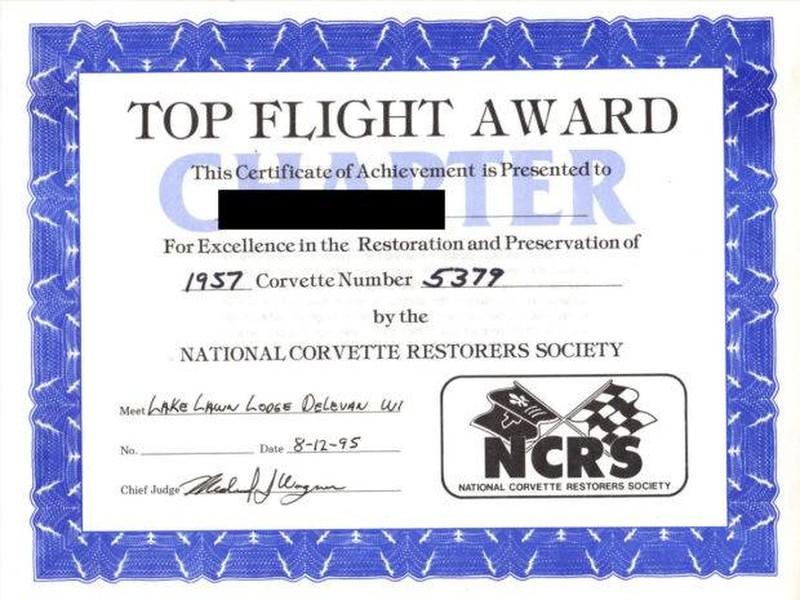 TOP FLIGHT AWARD
CHAPTER
This Certificate of Achievement is Presented to
For Excellence in the Restoration and Preservation of
1957 Corvette Number 5379
by the
NATIONAL CORVETTE RESTORERS SOCIETY
Meet LAKE LAWN LODGE DELEVAN WI
No. Date 8-12-95
Chief Judge Michael J Wagner
NCRS
NATIONAL CORVETTE RESTORERS SOCIETY